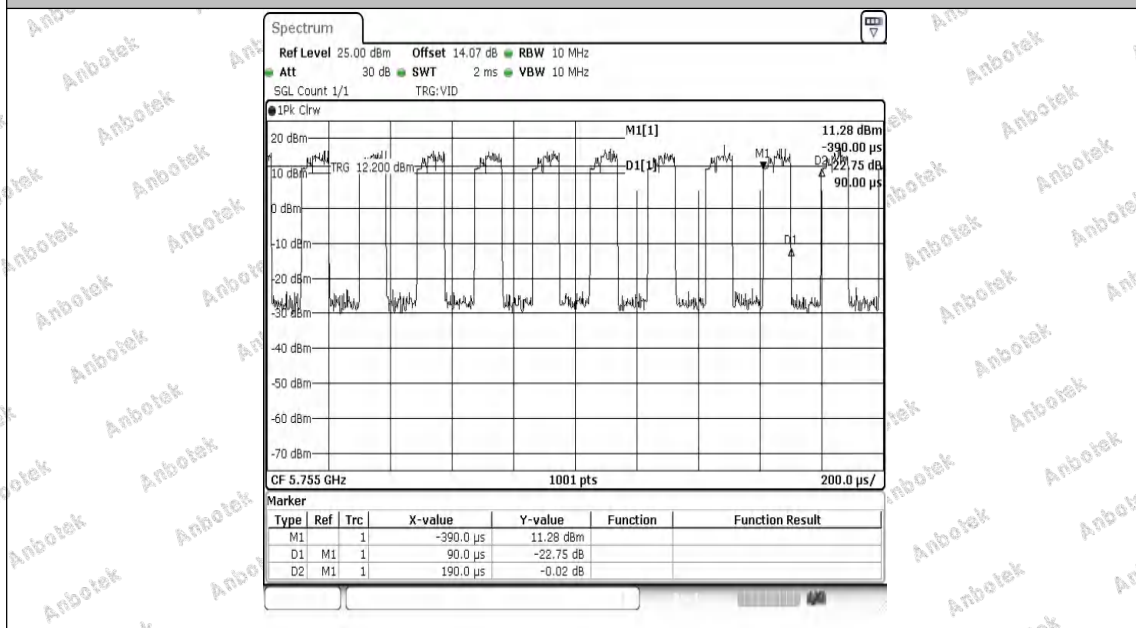 Spectrum
Ref Level 25.00 dBm Offset 14.07 dB RBW 10 MHz
Att 30 dB SWT 2 ms VBW 10 MHz
SGL Count 1/1 TRG:VID
1Pk Clrw
M1[1] 11.28 dBm
-390.00 µs
D1[1] -22.75 dB
90.00 µs
20 dBm
10 dBm
TRG 12.200 dBm
M1
D2
D1
0 dBm
-10 dBm
-20 dBm
-30 dBm
-40 dBm
-50 dBm
-60 dBm
-70 dBm
CF 5.755 GHz 1001 pts 200.0 µs/
Marker
Type Ref Trc X-value Y-value Function Function Result
M1 1 -390.0 µs 11.28 dBm
D1 M1 1 90.0 µs -22.75 dB
D2 M1 1 190.0 µs -0.02 dB
Anbotek